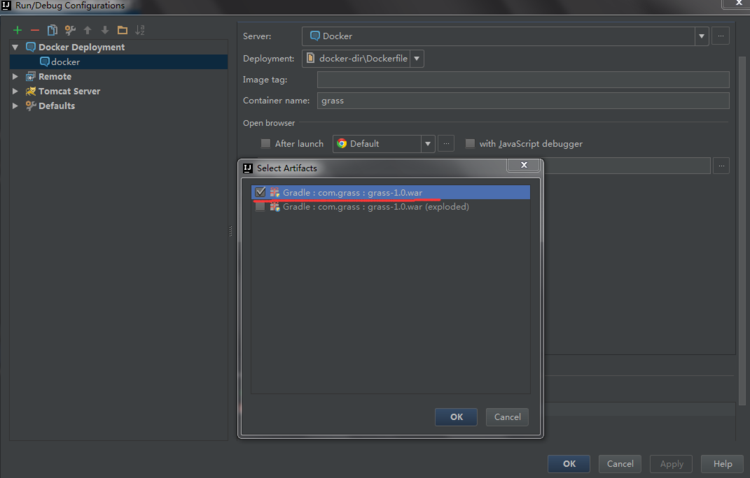 Run/Debug Configurations
Docker Deployment
docker
Remote
Tomcat Server
Defaults
Server: Docker
Deployment: docker-dir\Dockerfile
Image tag:
Container name: grass
Open browser
After launch Default with JavaScript debugger
Select Artifacts
Gradle : com.grass : grass-1.0.war
Gradle : com.grass : grass-1.0.war (exploded)
OK Cancel
OK Cancel Apply Help